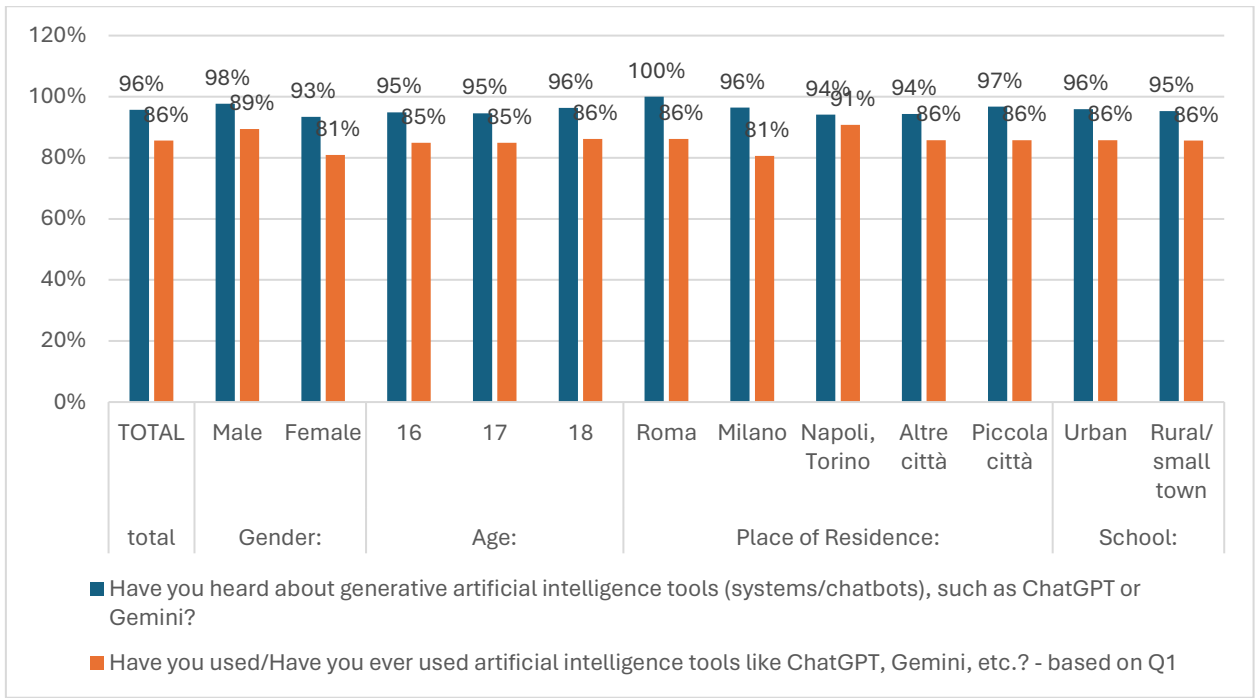 120%
100%
80%
60%
40%
20%
0%
96%
86%
98%
89%
93%
81%
95%
85%
95%
85%
96%
86%
100%
86%
96%
81%
94%
91%
94%
86%
97%
86%
96%
86%
95%
86%
TOTAL
Male
Female
16
17
18
Roma
Milano
Napoli,
Torino
Altre
città
Piccola
città
Urban
Rural/
small
town
total
Gender:
Age:
Place of Residence:
School:
Have you heard about generative artificial intelligence tools (systems/chatbots), such as ChatGPT or
Gemini?
Have you used/Have you ever used artificial intelligence tools like ChatGPT, Gemini, etc.? - based on Q1